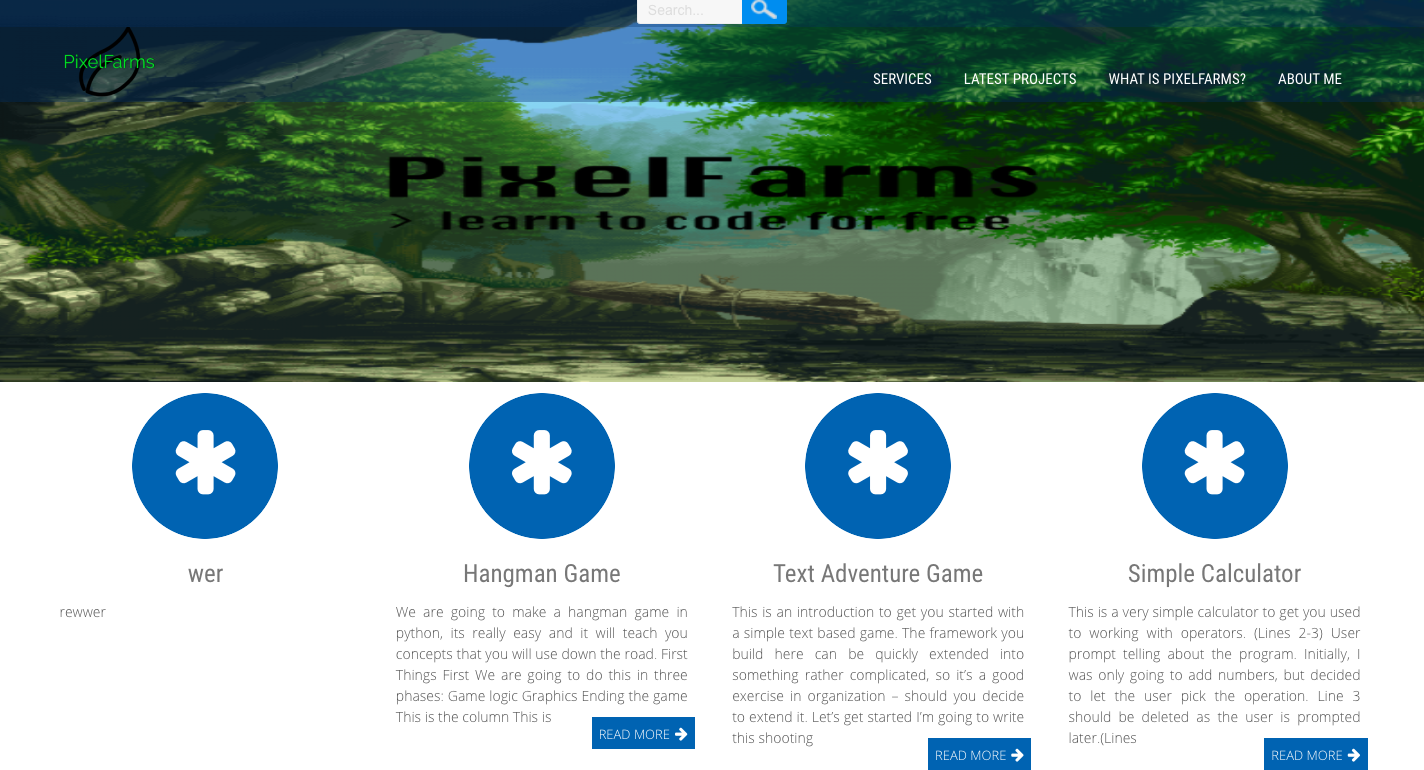 Search...
PixelFarms
SERVICES LATEST PROJECTS WHAT IS PIXELFARMS? ABOUT ME
PixelFarms
> learn to code for free
wer
rewwer
Hangman Game
We are going to make a hangman game in
python, its really easy and it will teach you
concepts that you will use down the road. First
Things First We are going to do this in three
phases: Game logic Graphics Ending the game
This is the column This is
READ MORE
Text Adventure Game
This is an introduction to get you started with
a simple text based game. The framework you
build here can be quickly extended into
something rather complicated, so it’s a good
exercise in organization – should you decide
to extend it. Let’s get started I’m going to write
this shooting
READ MORE
Simple Calculator
This is a very simple calculator to get you used
to working with operators. (Lines 2-3) User
prompt telling about the program. Initially, I
was only going to add numbers, but decided
to let the user pick the operation. Line 3
should be deleted as the user is prompted
later.(Lines
READ MORE